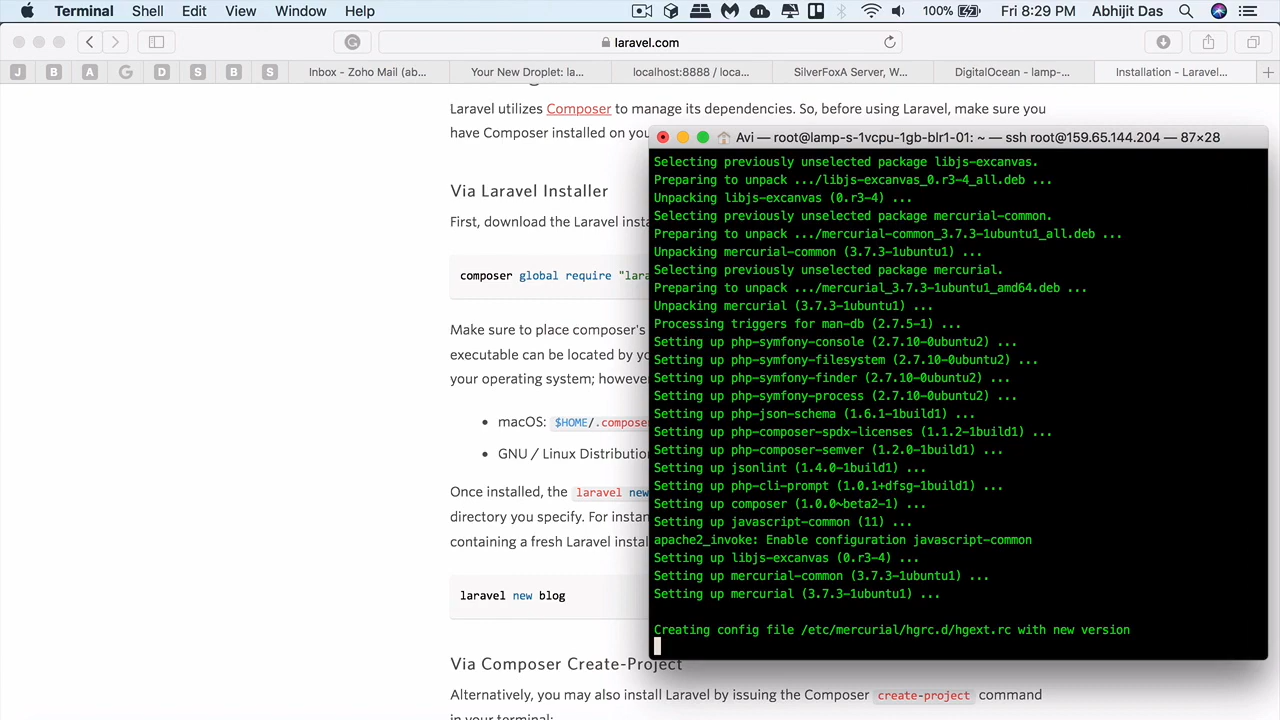 Terminal Shell Edit View Window Help 100% Fri 8:29 PM Abhijit Das
laravel.com
J B A G D S B S Inbox - Zoho Mail (ab... Your New Droplet: la... localhost:8888 / loca... SilverFoxA Server, W... DigitalOcean - lamp-... Installation - Laravel...
Laravel utilizes Composer to manage its dependencies. So, before using Laravel, make sure you
have Composer installed on you
Via Laravel Installer
First, download the Laravel inst
composer global require "lara
Make sure to place composer's
executable can be located by yo
your operating system; howeve
• macOS: $HOME/.compose
• GNU / Linux Distribution
Once installed, the laravel new
directory you specify. For instan
containing a fresh Laravel instal
laravel new blog
Via Composer Create-Project
Alternatively, you may also install Laravel by issuing the Composer create-project command
in your terminal:
Avi — root@lamp-s-1vcpu-1gb-blr1-01: ~ — ssh root@159.65.144.204 — 87×28
Selecting previously unselected package libjs-excanvas.
Preparing to unpack .../libjs-excanvas_0.r3-4_all.deb ...
Unpacking libjs-excanvas (0.r3-4) ...
Selecting previously unselected package mercurial-common.
Preparing to unpack .../mercurial-common_3.7.3-1ubuntu1_all.deb ...
Unpacking mercurial-common (3.7.3-1ubuntu1) ...
Selecting previously unselected package mercurial.
Preparing to unpack .../mercurial_3.7.3-1ubuntu1_amd64.deb ...
Unpacking mercurial (3.7.3-1ubuntu1) ...
Processing triggers for man-db (2.7.5-1) ...
Setting up php-symfony-console (2.7.10-0ubuntu2) ...
Setting up php-symfony-filesystem (2.7.10-0ubuntu2) ...
Setting up php-symfony-finder (2.7.10-0ubuntu2) ...
Setting up php-symfony-process (2.7.10-0ubuntu2) ...
Setting up php-json-schema (1.6.1-1build1) ...
Setting up php-composer-spdx-licenses (1.1.2-1build1) ...
Setting up php-composer-semver (1.2.0-1build1) ...
Setting up jsonlint (1.4.0-1build1) ...
Setting up php-cli-prompt (1.0.1+dfsg-1build1) ...
Setting up composer (1.0.0~beta2-1) ...
Setting up javascript-common (11) ...
apache2_invoke: Enable configuration javascript-common
Setting up libjs-excanvas (0.r3-4) ...
Setting up mercurial-common (3.7.3-1ubuntu1) ...
Setting up mercurial (3.7.3-1ubuntu1) ...
Creating config file /etc/mercurial/hgrc.d/hgext.rc with new version